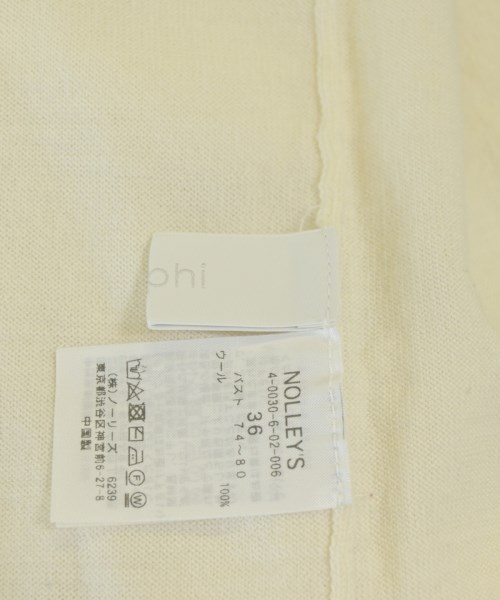 ohi
NOLLEY'S
4-0030-6-02-006
36
バスト 74～80
ウール 100%
(株)ノーリーズ 6239
東京都渋谷区神宮前6-27-8
中国製